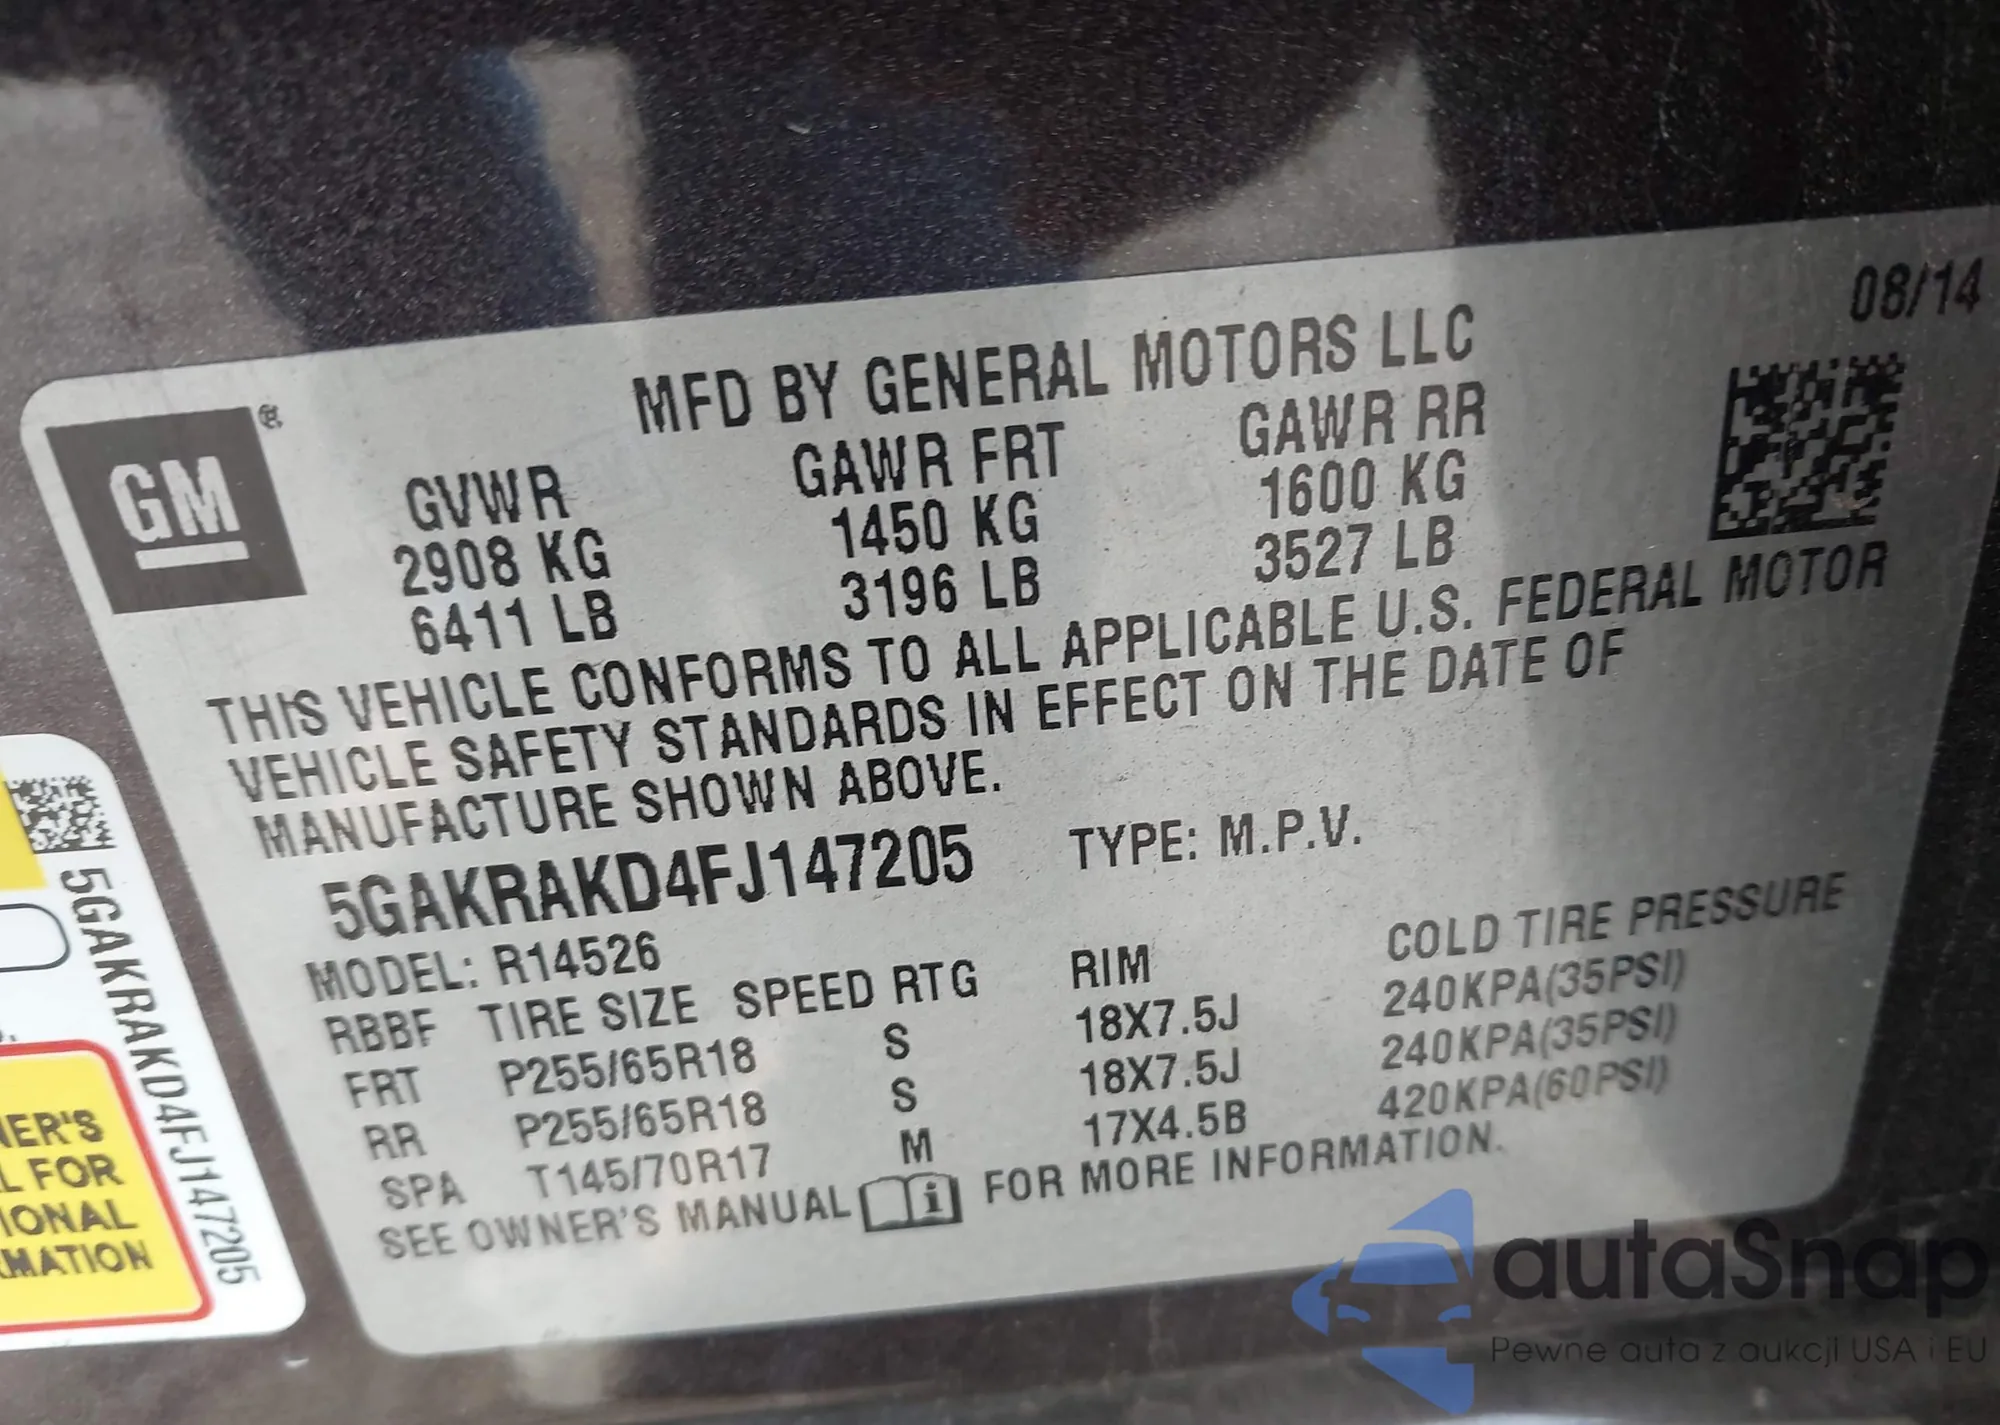 08/14
MFD BY GENERAL MOTORS LLC
GM
®
GVWR GAWR FRT GAWR RR
2908 KG 1450 KG 1600 KG
6411 LB 3196 LB 3527 LB
THIS VEHICLE CONFORMS TO ALL APPLICABLE U.S. FEDERAL MOTOR
VEHICLE SAFETY STANDARDS IN EFFECT ON THE DATE OF
MANUFACTURE SHOWN ABOVE.
5GAKRAKD4FJ147205 TYPE: M.P.V.
MODEL: R14526
RBBF TIRE SIZE SPEED RTG RIM COLD TIRE PRESSURE
FRT P255/65R18 S 18X7.5J 240KPA(35PSI)
RR P255/65R18 S 18X7.5J 240KPA(35PSI)
SPA T145/70R17 M 17X4.5B 420KPA(60PSI)
SEE OWNER'S MANUAL i FOR MORE INFORMATION.
5GAKRAKD4FJ147205
NER'S
L FOR
IONAL
MATION
autaSnap
Pewne auta z aukcji USA i EU